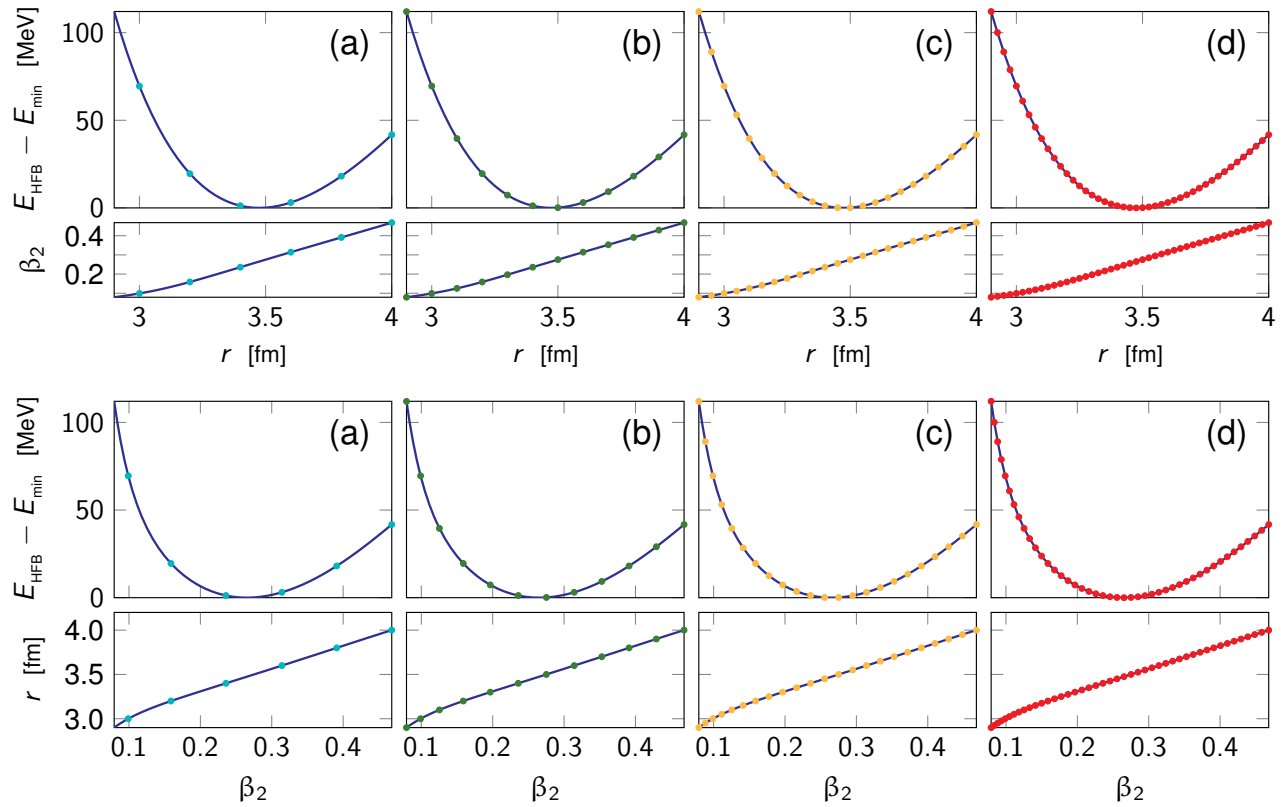 (a) (b) (c) (d)
E_HFB − E_min [MeV]
100
50
0
β₂
0.4
0.2
3 3.5 4 3 3.5 4 3 3.5 4 3 3.5 4
r [fm] r [fm] r [fm] r [fm]
(a) (b) (c) (d)
E_HFB − E_min [MeV]
100
50
0
r [fm]
4.0
3.5
3.0
0.1 0.2 0.3 0.4 0.1 0.2 0.3 0.4 0.1 0.2 0.3 0.4 0.1 0.2 0.3 0.4
β₂ β₂ β₂ β₂